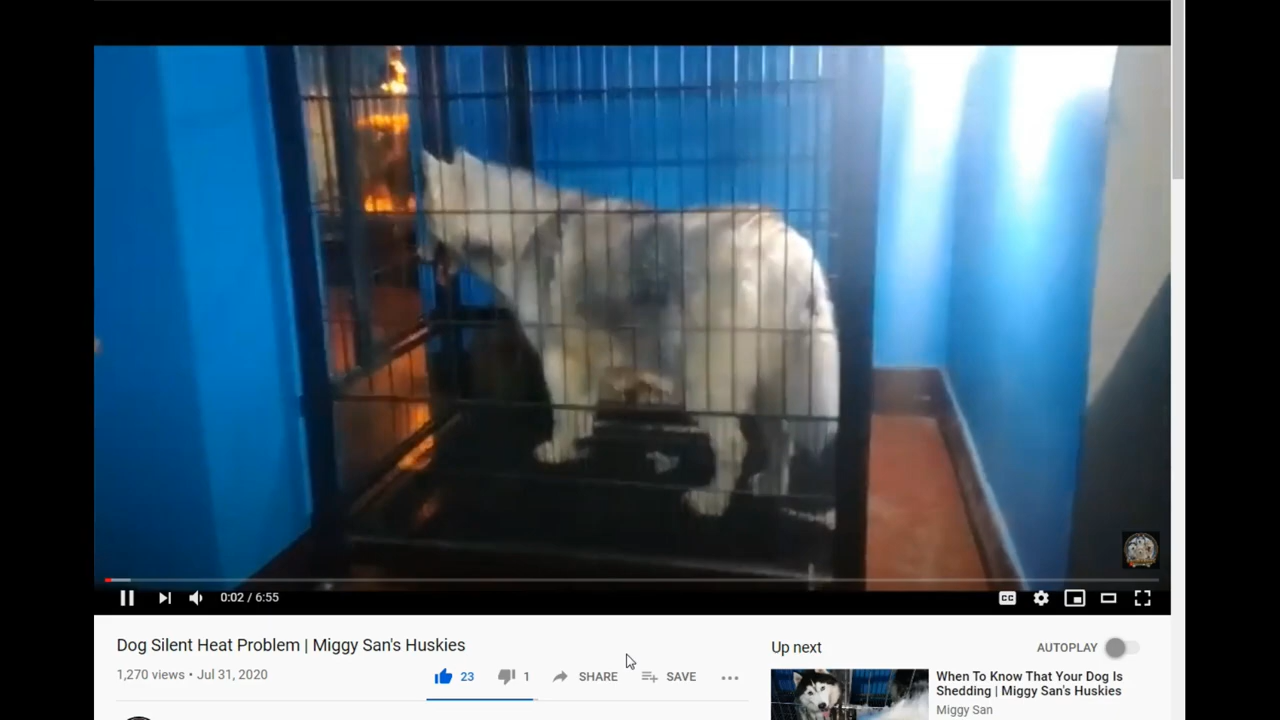 0:02 / 6:55
CC
Dog Silent Heat Problem | Miggy San's Huskies
1,270 views • Jul 31, 2020
23
1
SHARE
SAVE
Up next
AUTOPLAY
When To Know That Your Dog Is
Shedding | Miggy San's Huskies
Miggy San